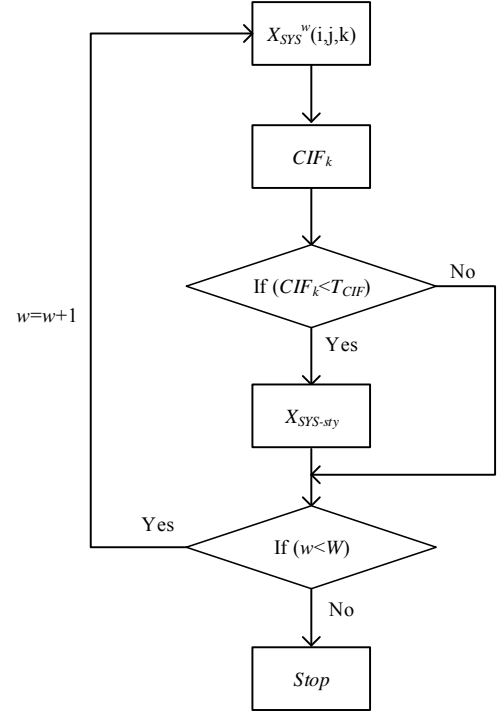 X_SYS^w(i,j,k)
CIF_k
If (CIF_k<T_CIF)
No
w=w+1
Yes
X_SYS-sty
Yes
If (w<W)
No
Stop